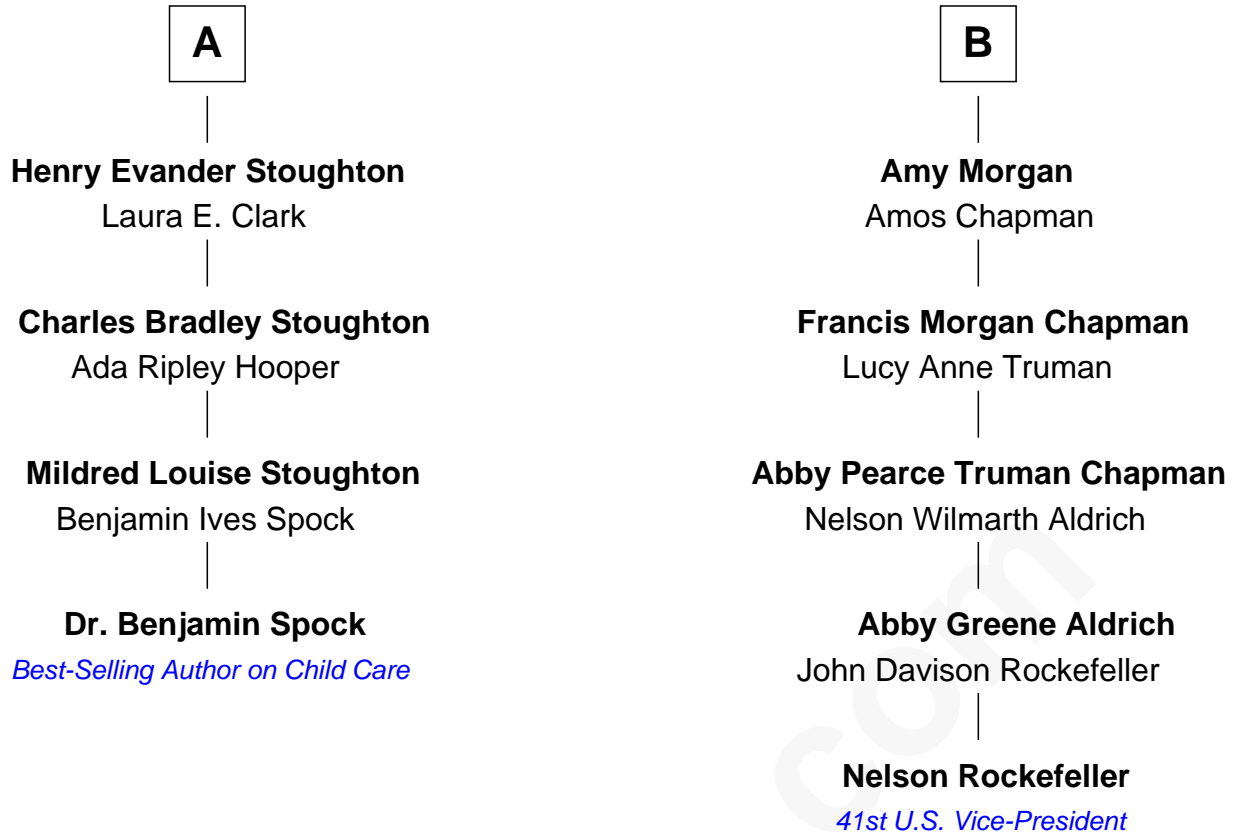 A
Henry Evander Stoughton
Laura E. Clark
Charles Bradley Stoughton
Ada Ripley Hooper
Mildred Louise Stoughton
Benjamin Ives Spock
Dr. Benjamin Spock
Best-Selling Author on Child Care
B
Amy Morgan
Amos Chapman
Francis Morgan Chapman
Lucy Anne Truman
Abby Pearce Truman Chapman
Nelson Wilmarth Aldrich
Abby Greene Aldrich
John Davison Rockefeller
Nelson Rockefeller
41st U.S. Vice-President
com